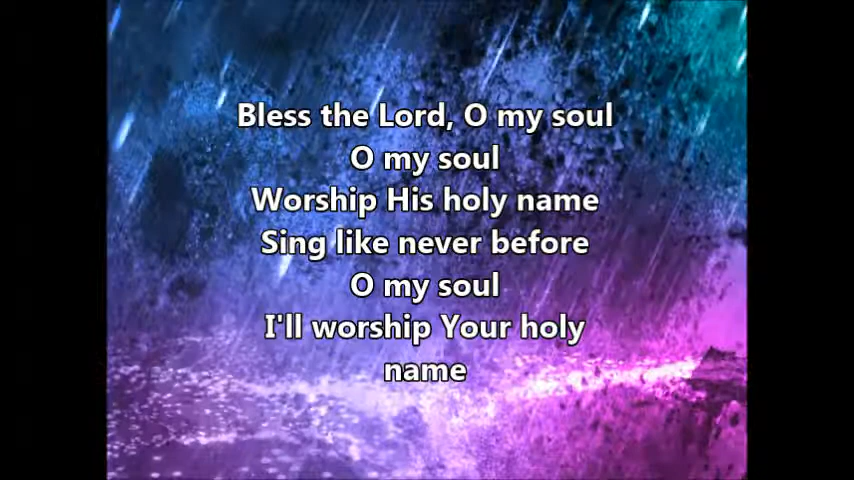 Bless the Lord, O my soul
O my soul
Worship His holy name
Sing like never before
O my soul
I'll worship Your holy
name